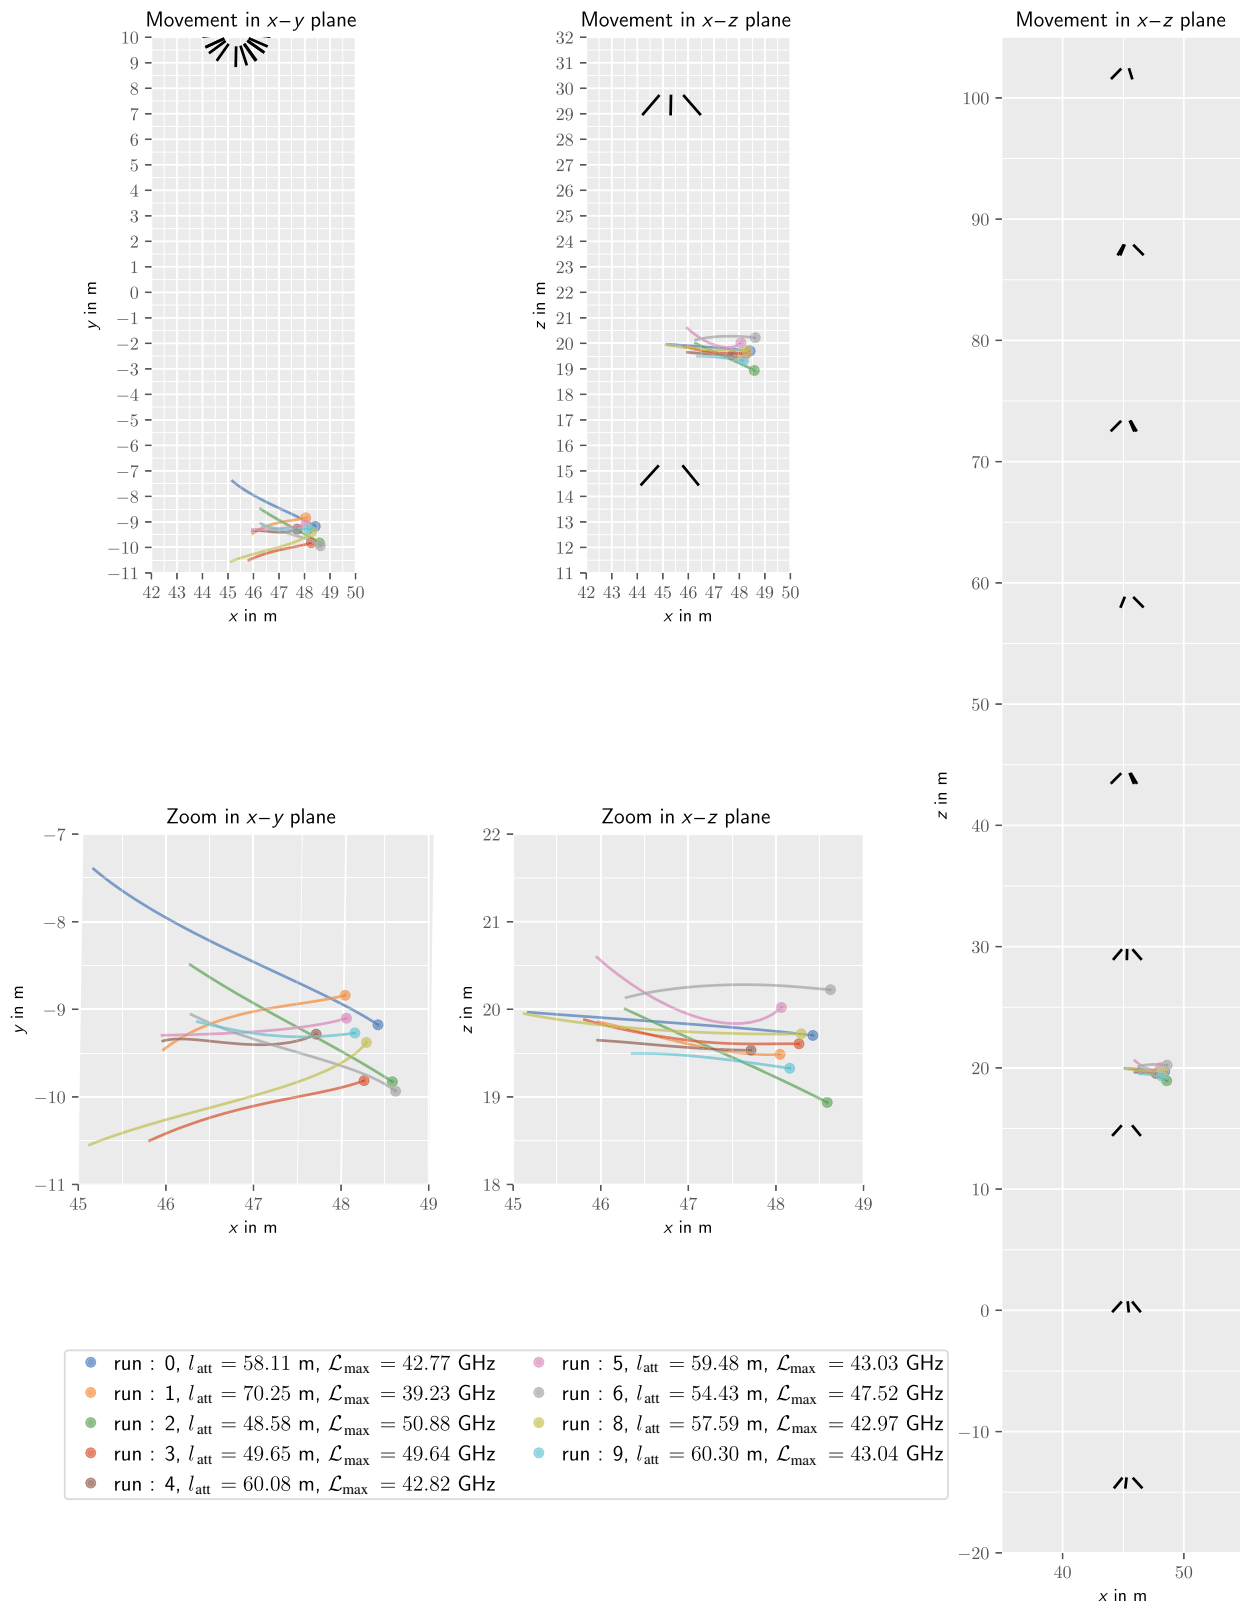 Movement in x−y plane
10
9
8
7
6
5
4
3
2
1
0
−1
−2
−3
−4
−5
−6
−7
−8
−9
−10
−11
y in m
42 43 44 45 46 47 48 49 50
x in m
Movement in x−z plane
32
31
30
29
28
27
26
25
24
23
22
21
20
19
18
17
16
15
14
13
12
11
z in m
42 43 44 45 46 47 48 49 50
x in m
Movement in x−z plane
100
90
80
70
60
50
40
30
20
10
0
−10
−20
z in m
40 50
x in m
Zoom in x−y plane
−7
−8
−9
−10
−11
y in m
45 46 47 48 49
x in m
Zoom in x−z plane
22
21
20
19
18
z in m
45 46 47 48 49
x in m
run : 0, l_att = 58.11 m, ℒ_max = 42.77 GHz
run : 1, l_att = 70.25 m, ℒ_max = 39.23 GHz
run : 2, l_att = 48.58 m, ℒ_max = 50.88 GHz
run : 3, l_att = 49.65 m, ℒ_max = 49.64 GHz
run : 4, l_att = 60.08 m, ℒ_max = 42.82 GHz
run : 5, l_att = 59.48 m, ℒ_max = 43.03 GHz
run : 6, l_att = 54.43 m, ℒ_max = 47.52 GHz
run : 8, l_att = 57.59 m, ℒ_max = 42.97 GHz
run : 9, l_att = 60.30 m, ℒ_max = 43.04 GHz